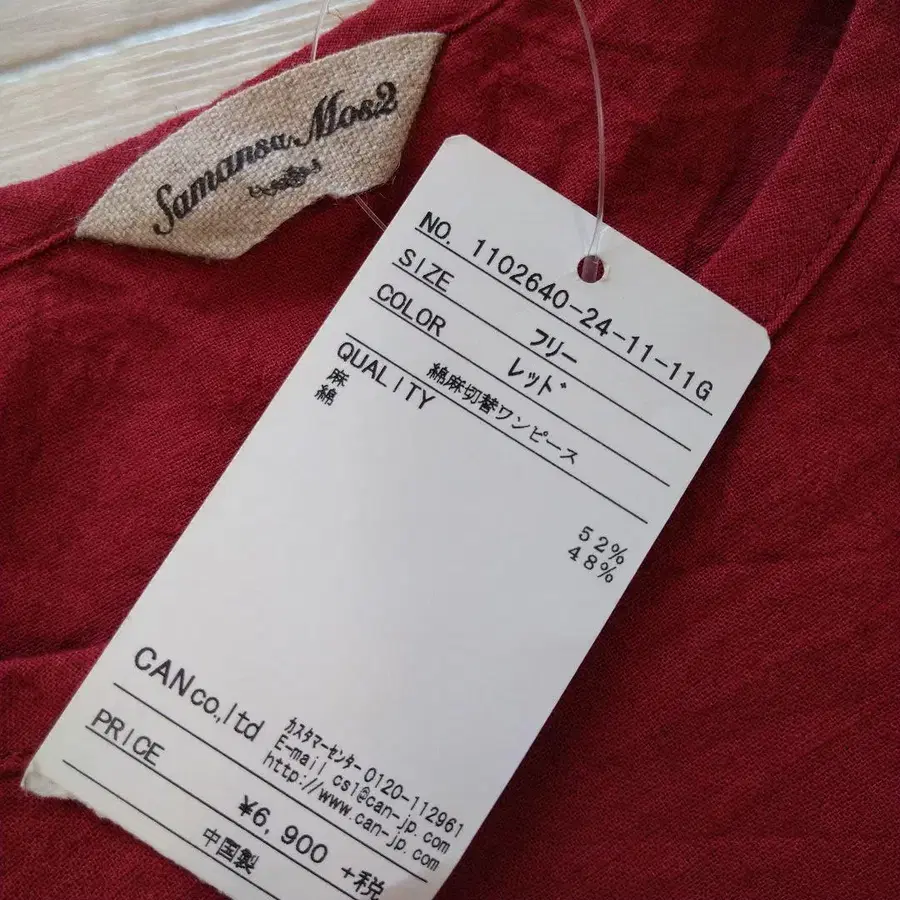 Samansa Mos2
NO. 1102640-24-11-11G
SIZE フリー
COLOR レッド
綿麻切替ワンピース
QUALITY
麻 52%
綿 48%
CANco.,ltd
カスタマーセンター 0120-112961
E-mail cs1@can-jp.com
http://www.can-jp.com
PRICE
¥6,900 +税
中国製